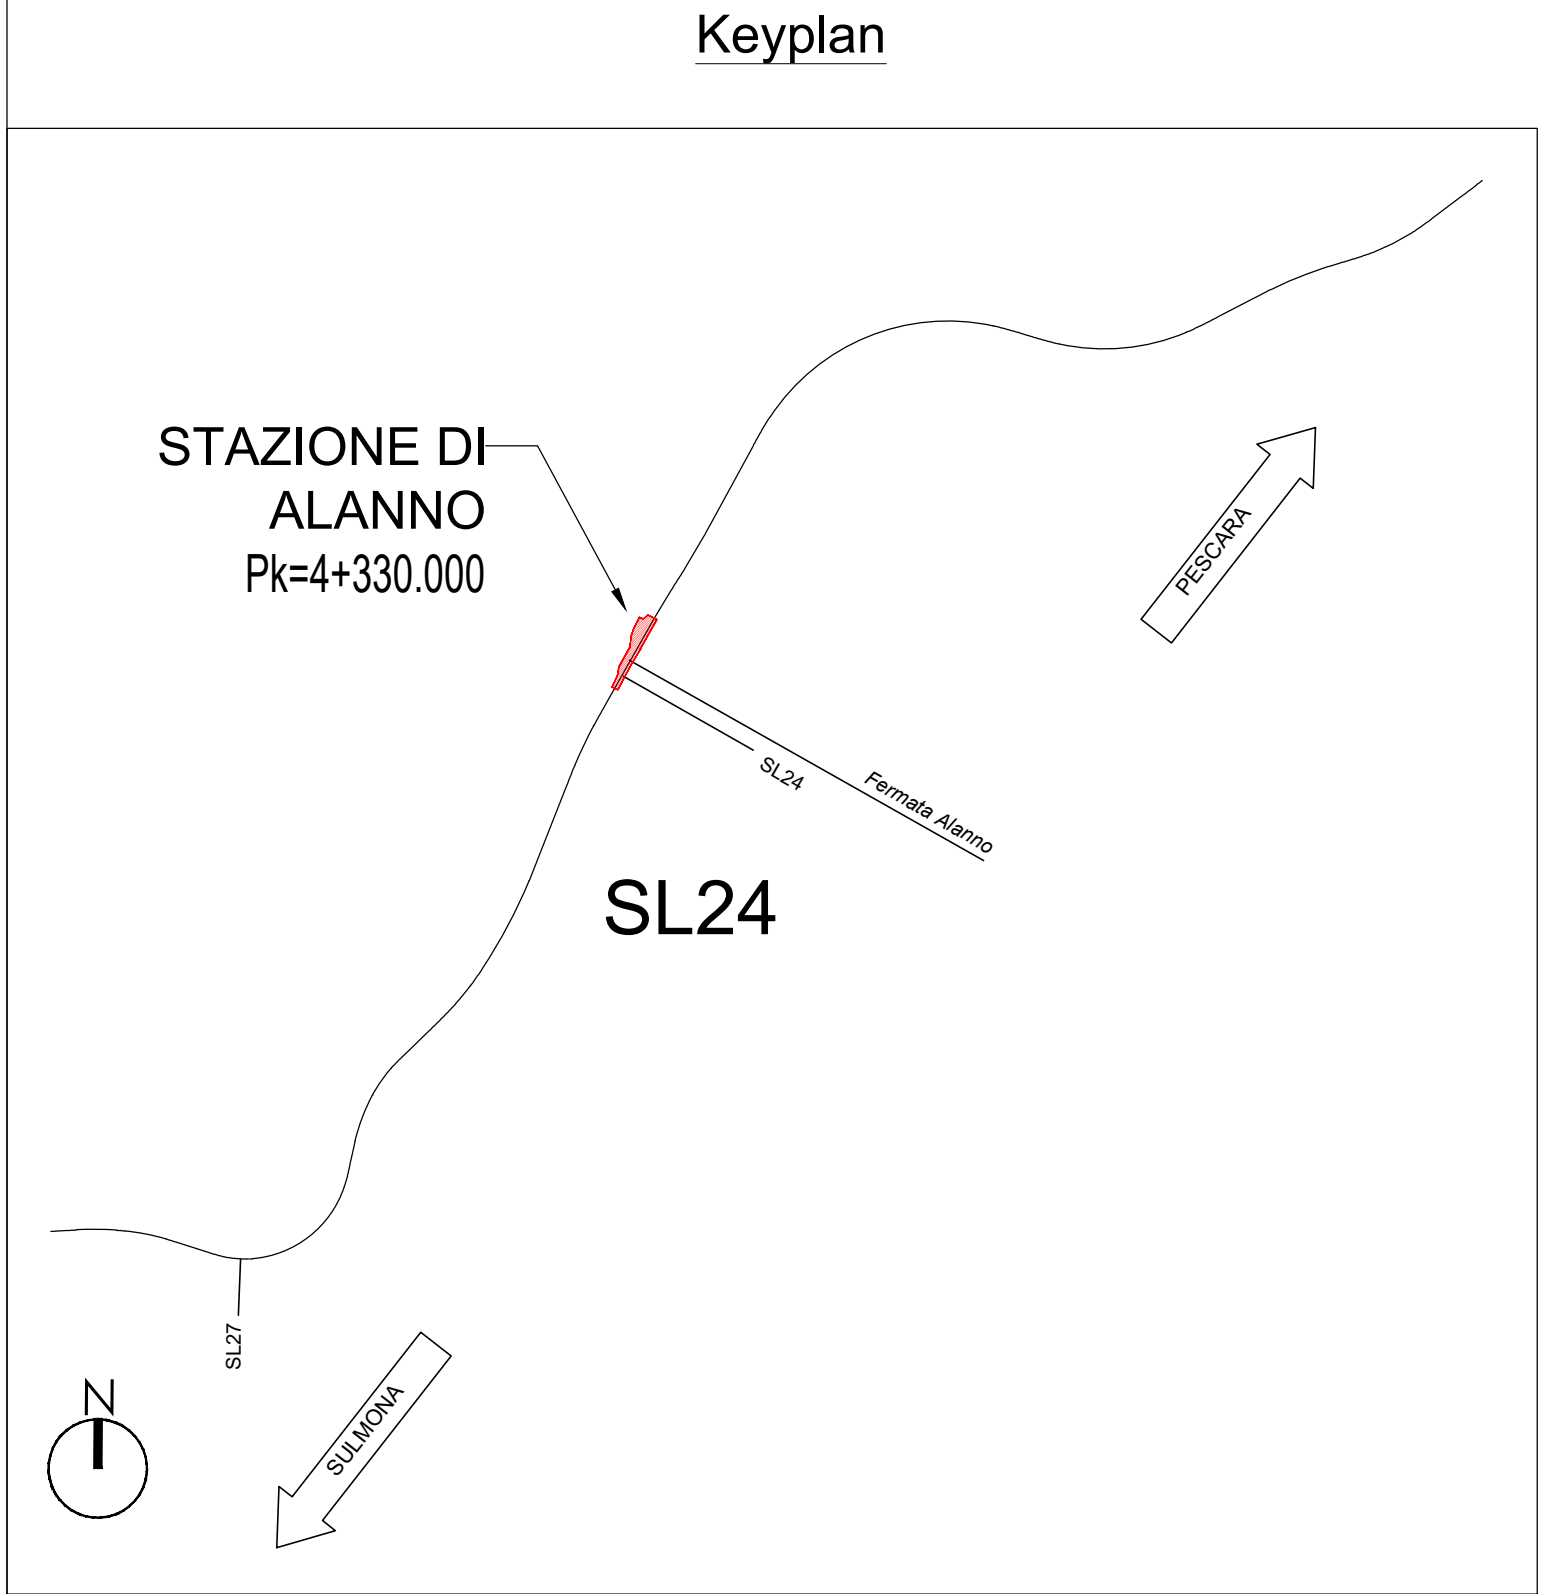 Keyplan
STAZIONE DI
ALANNO
Pk=4+330.000
PESCARA
SL24
Fermata Alanno
SL24
SL27
N
SULMONA